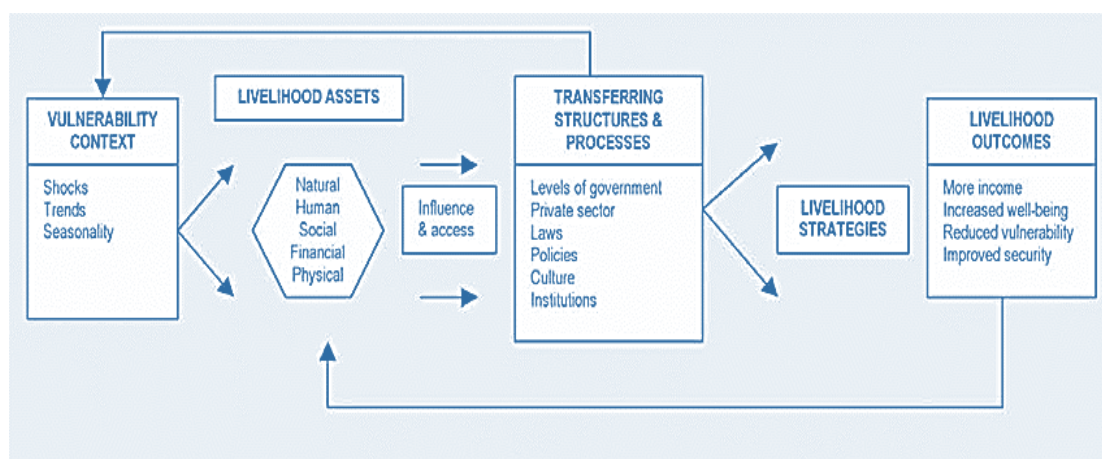 VULNERABILITY
CONTEXT
Shocks
Trends
Seasonality
LIVELIHOOD ASSETS
Natural
Human
Social
Financial
Physical
Influence
& access
TRANSFERRING
STRUCTURES &
PROCESSES
Levels of government
Private sector
Laws
Policies
Culture
Institutions
LIVELIHOOD
STRATEGIES
LIVELIHOOD
OUTCOMES
More income
Increased well-being
Reduced vulnerability
Improved security